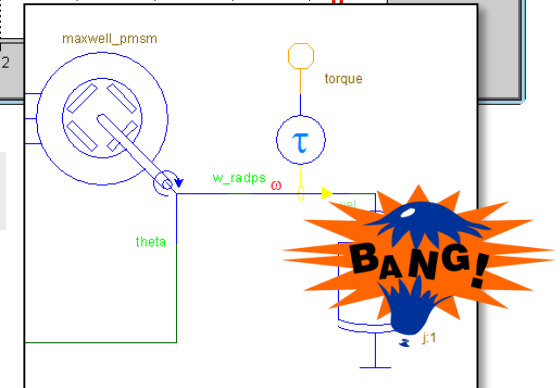 maxwell_pmsm
2
torque
τ
w_radps
ω
theta
BANG!
j:1